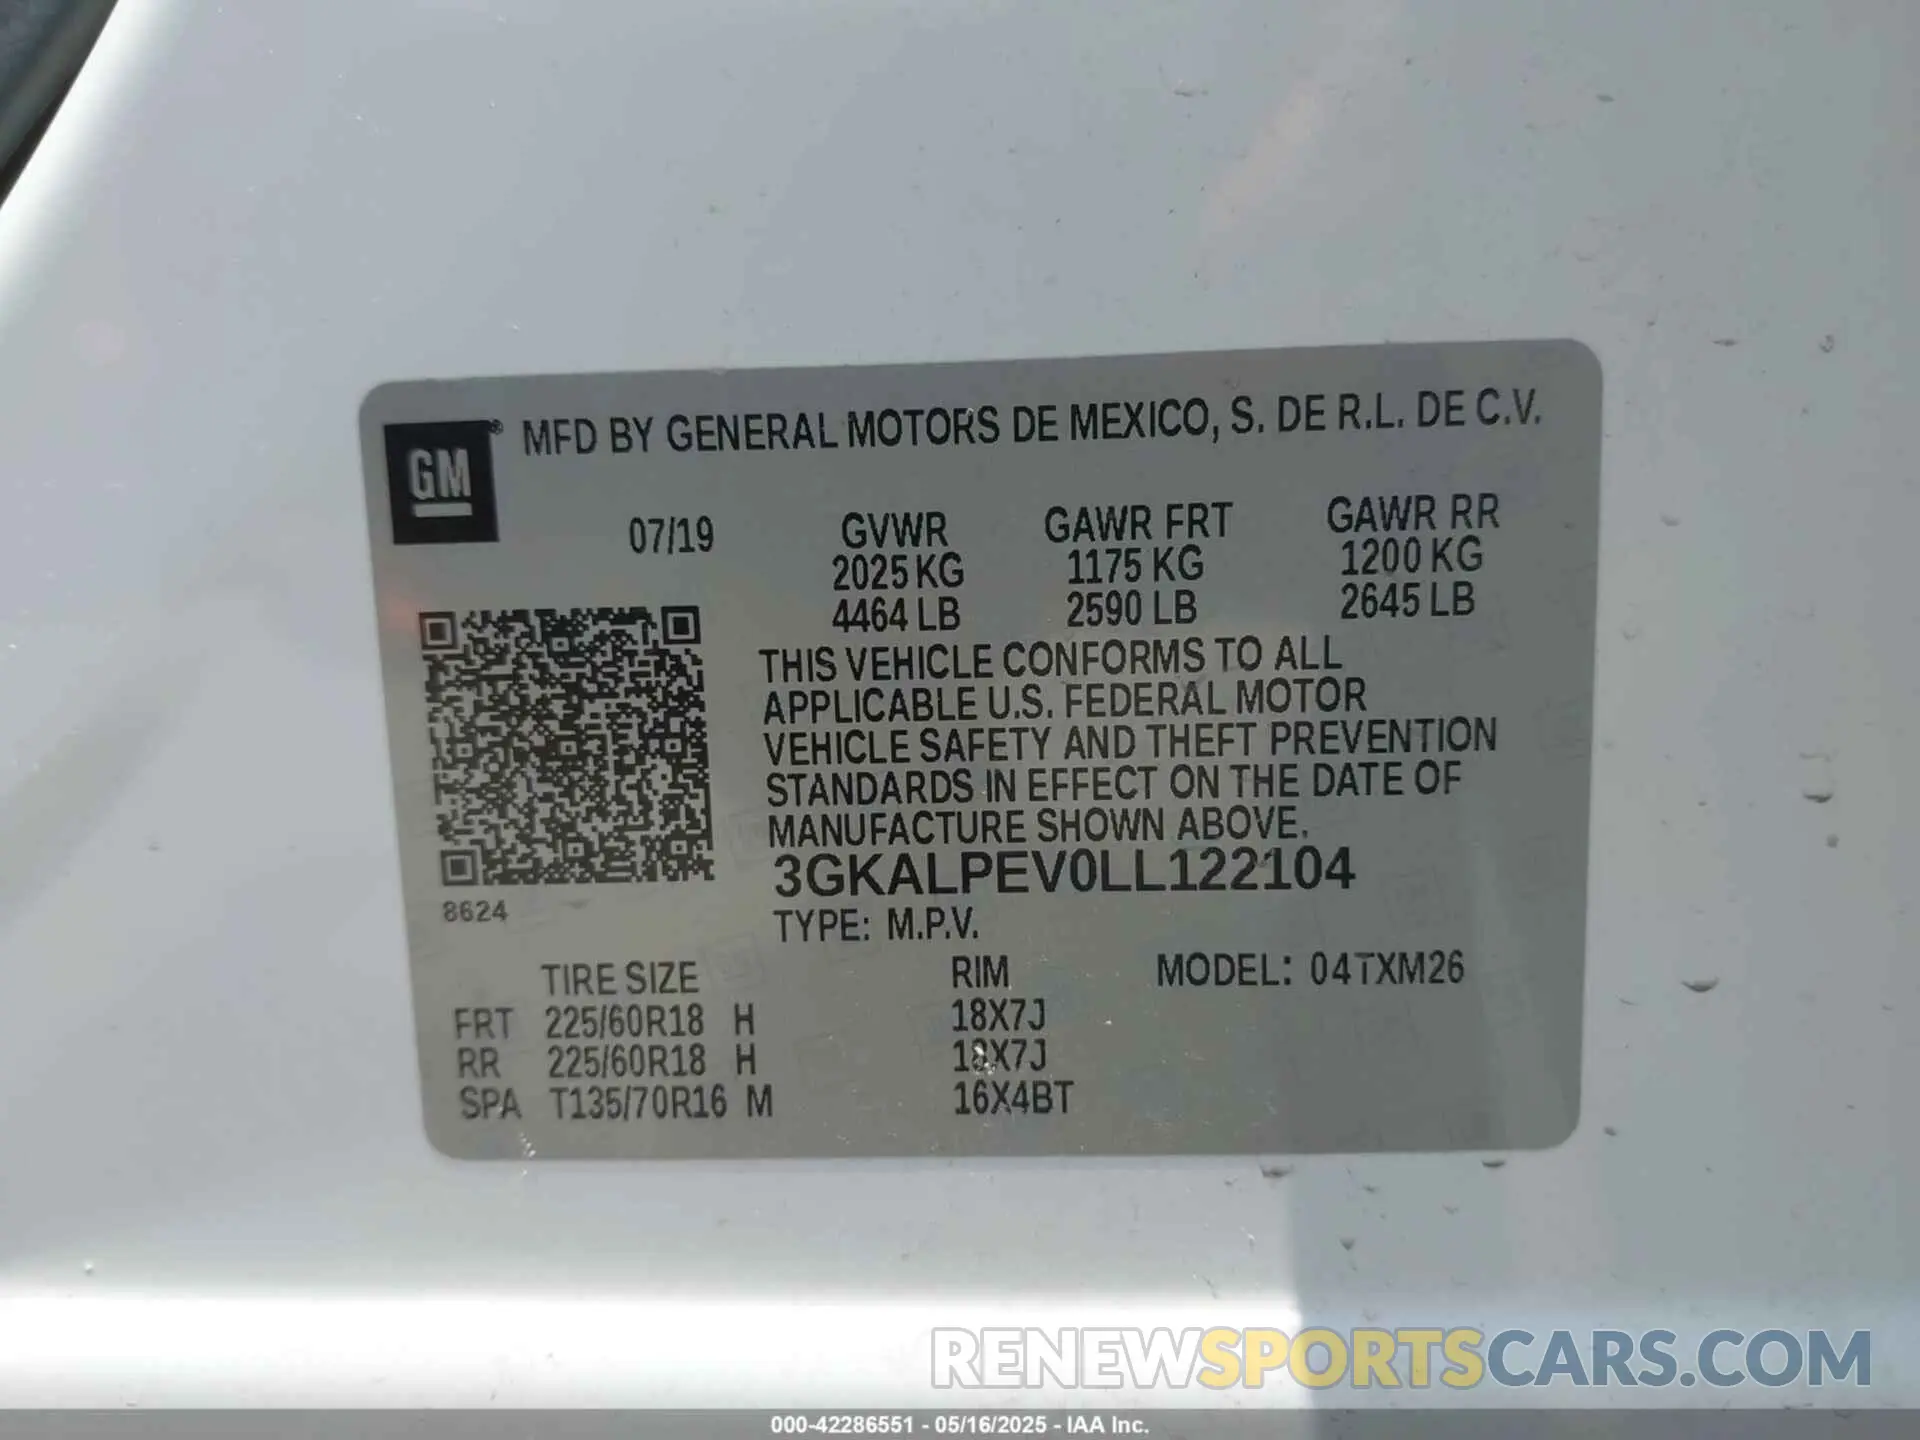 GM® MFD BY GENERAL MOTORS DE MEXICO, S. DE R.L. DE C.V.
07/19 GVWR GAWR FRT GAWR RR
2025 KG 1175 KG 1200 KG
4464 LB 2590 LB 2645 LB
THIS VEHICLE CONFORMS TO ALL
APPLICABLE U.S. FEDERAL MOTOR
VEHICLE SAFETY AND THEFT PREVENTION
STANDARDS IN EFFECT ON THE DATE OF
MANUFACTURE SHOWN ABOVE.
3GKALPEV0LL122104
8624 TYPE: M.P.V.
TIRE SIZE RIM MODEL: 04TXM26
FRT 225/60R18 H 18X7J
RR 225/60R18 H 18X7J
SPA T135/70R16 M 16X4BT
RENEWSPORTSCARS.COM
000-42286551 - 05/16/2025 - IAA Inc.